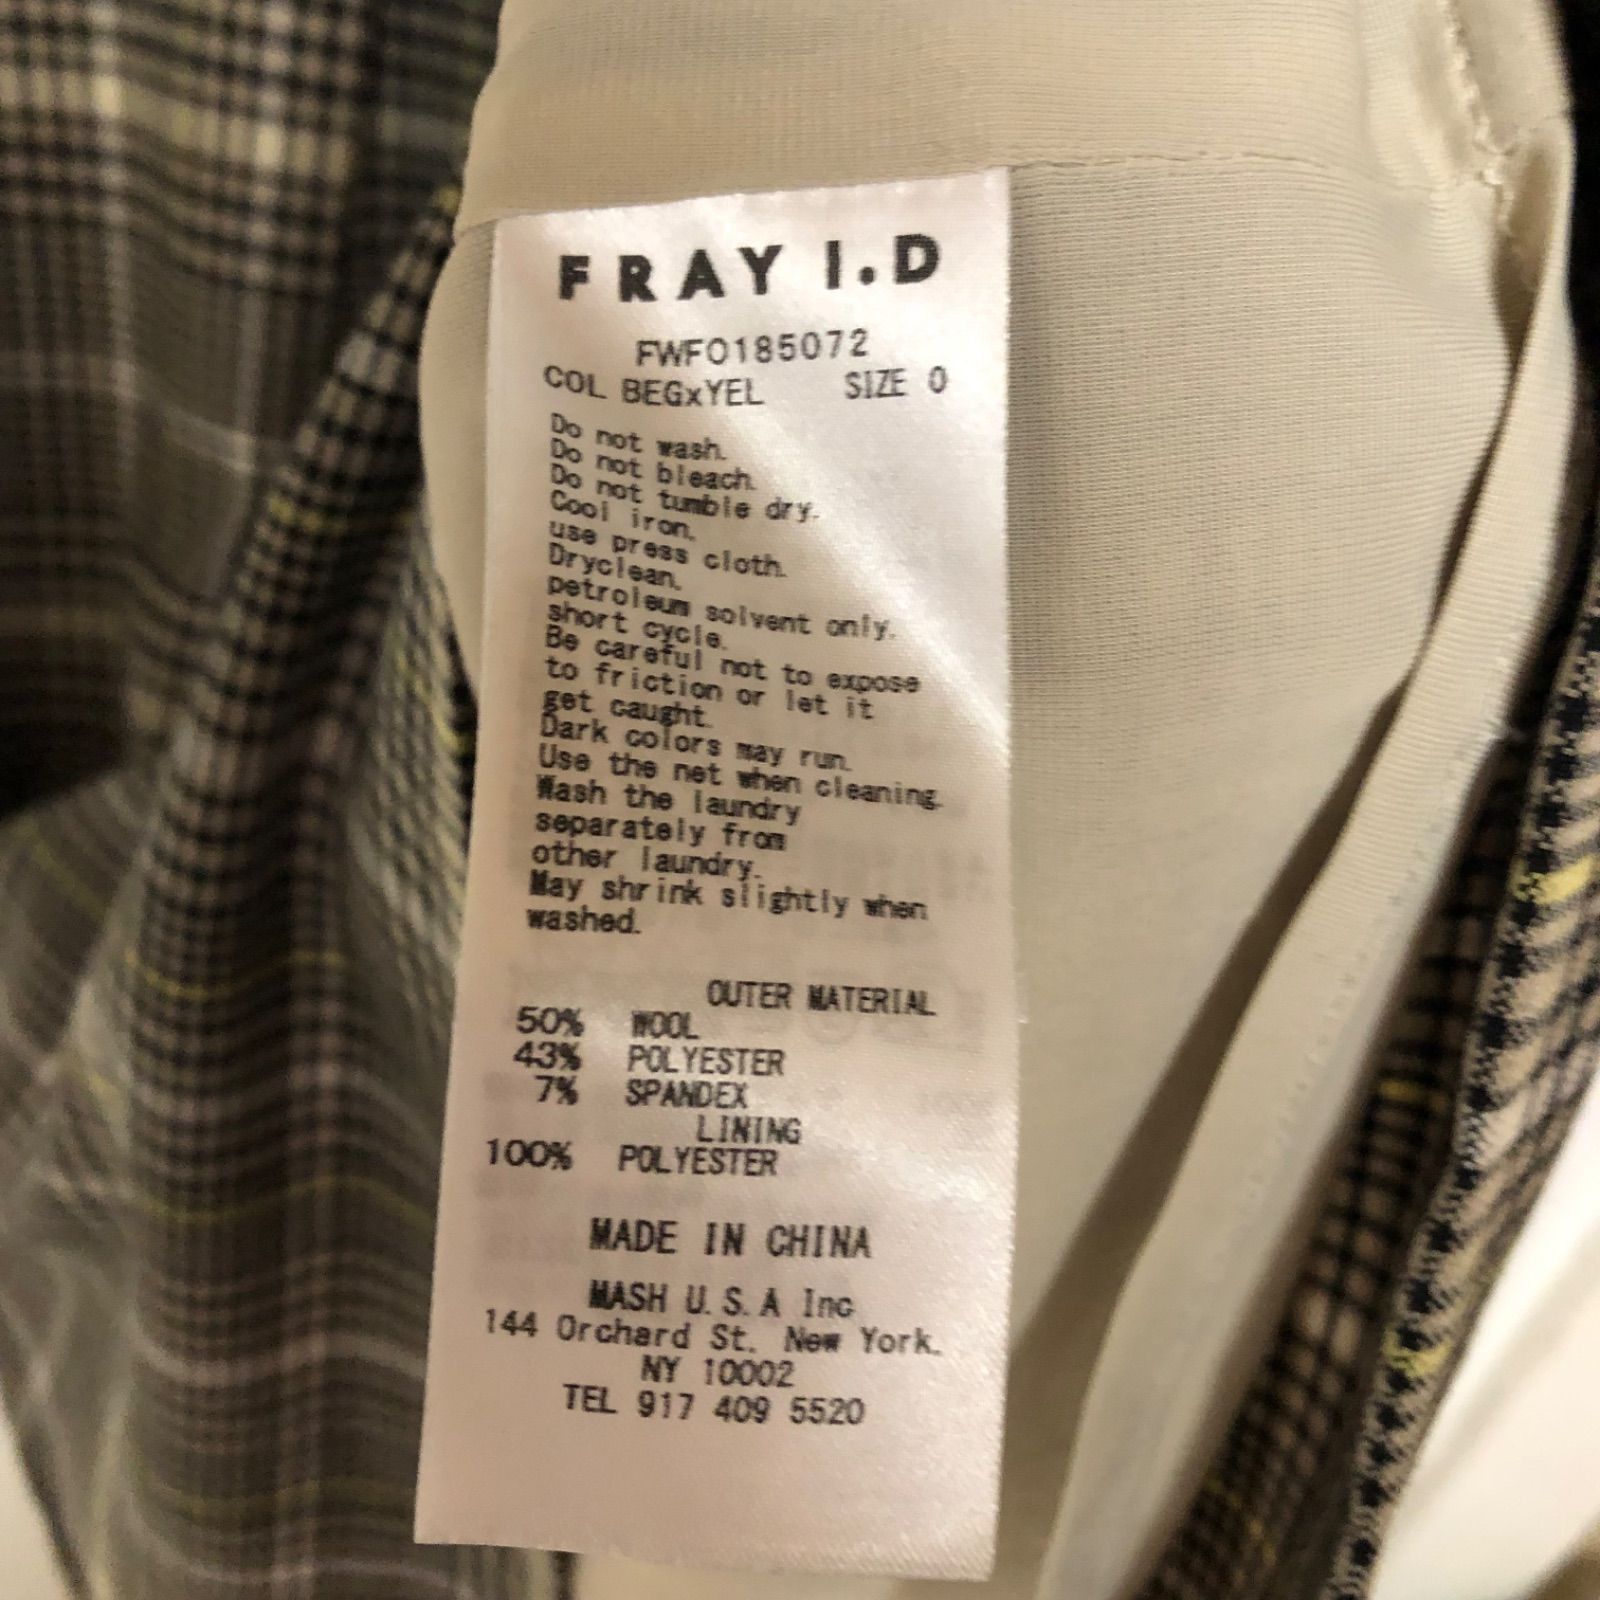 FRAY I.D
FWFO185072
COL BEGxYEL SIZE 0
Do not wash.
Do not bleach.
Do not tumble dry.
Cool iron.
use press cloth.
Dryclean.
petroleum solvent only.
short cycle.
Be careful not to expose
to friction or let it
get caught.
Dark colors may run.
Use the net when cleaning.
Wash the laundry
separately from
other laundry.
May shrink slightly when
washed.
OUTER MATERIAL
50% WOOL
43% POLYESTER
7% SPANDEX
LINING
100% POLYESTER
MADE IN CHINA
MASH U.S.A Inc
144 Orchard St. New York.
NY 10002
TEL 917 409 5520